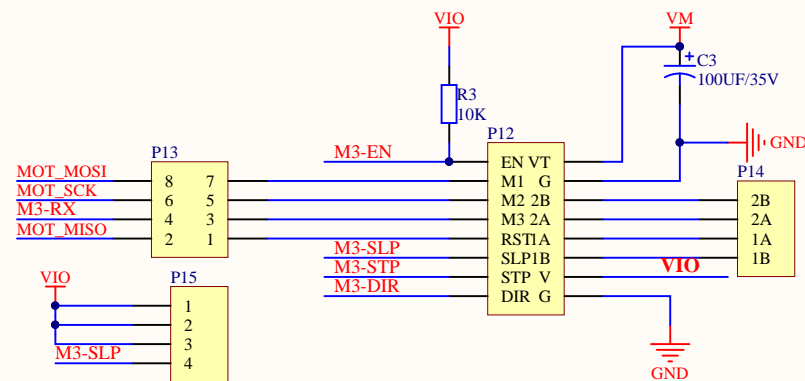 VIO
VM
C3
100UF/35V
R3
10K
GND
P13
P12
P14
M3-EN
EN VT
MOT_MOSI
8 7
M1 G
MOT_SCK
6 5
M2 2B
2B
M3-RX
4 3
M3 2A
2A
MOT_MISO
2 1
RST1A
1A
M3-SLP
SLP1B
1B
M3-STP
STP V
VIO
M3-DIR
DIR G
VIO
P15
1
2
3
M3-SLP
4
GND